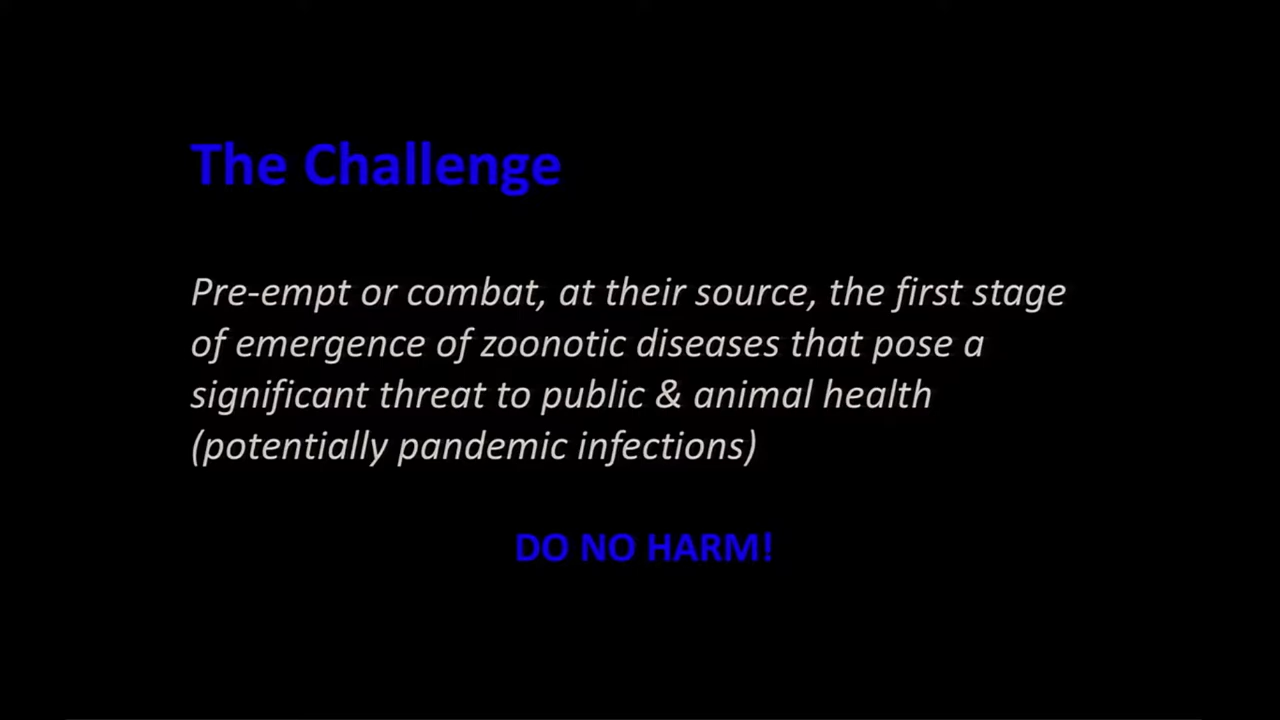 The Challenge
Pre-empt or combat, at their source, the first stage
of emergence of zoonotic diseases that pose a
significant threat to public & animal health
(potentially pandemic infections)
DO NO HARM!